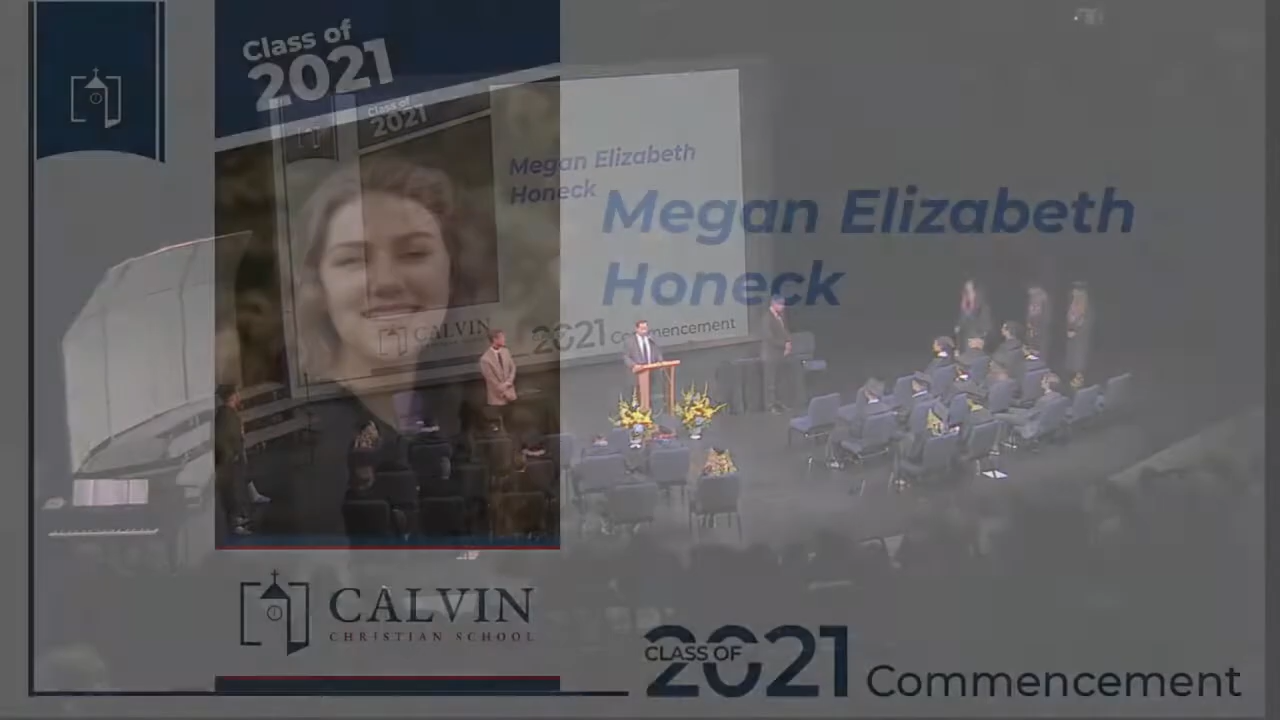 Class of
2021
Class of
2021
Megan Elizabeth
Honeck
Megan Elizabeth
Honeck
CALVIN
2021 Commencement
CALVIN
CHRISTIAN SCHOOL
CLASS OF
2021 Commencement